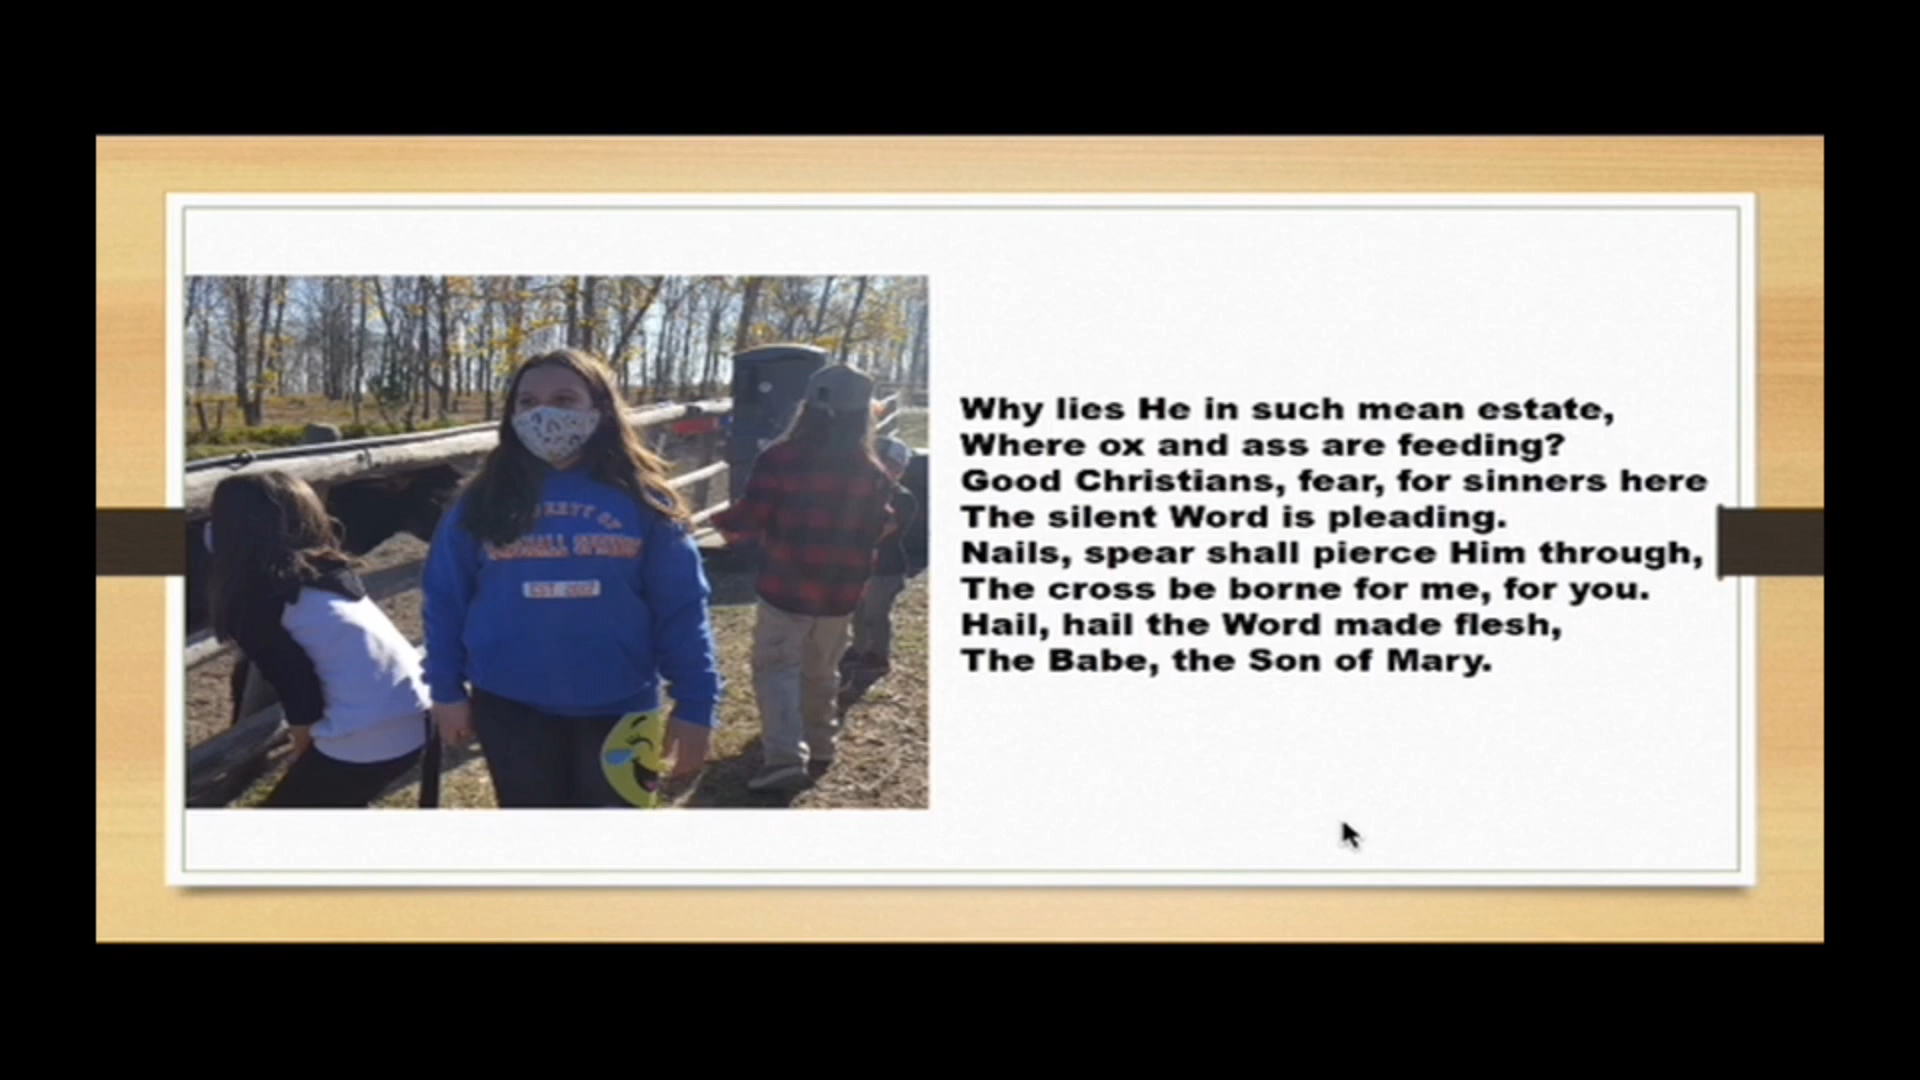 Why lies He in such mean estate,
Where ox and ass are feeding?
Good Christians, fear, for sinners here
The silent Word is pleading.
Nails, spear shall pierce Him through,
The cross be borne for me, for you.
Hail, hail the Word made flesh,
The Babe, the Son of Mary.
EST